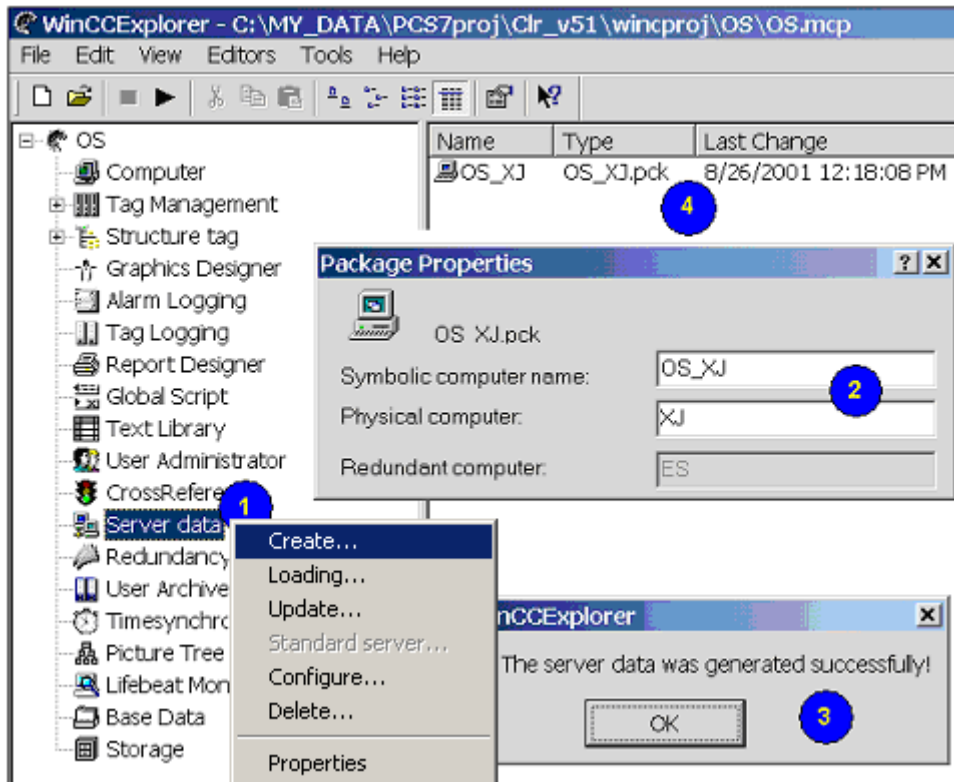 WinCCExplorer - C:\MY_DATA\PCS7proj\Clr_v51\wincproj\OS\OS.mcp
File Edit View Editors Tools Help
OS
Computer
Tag Management
Structure tag
Graphics Designer
Alarm Logging
Tag Logging
Report Designer
Global Script
Text Library
User Administrator
CrossRefere
Server data
Redundancy
User Archive
Timesynchro
Picture Tree
Lifebeat Mon
Base Data
Storage
Name Type Last Change
OS_XJ OS_XJ.pck 8/26/2001 12:18:08 PM
4
Package Properties
OS_XJ.pck
Symbolic computer name: OS_XJ
2
Physical computer: XJ
Redundant computer: ES
1
Create...
Loading...
Update...
Standard server...
Configure...
Delete...
Properties
nCCExplorer
The server data was generated successfully!
OK
3